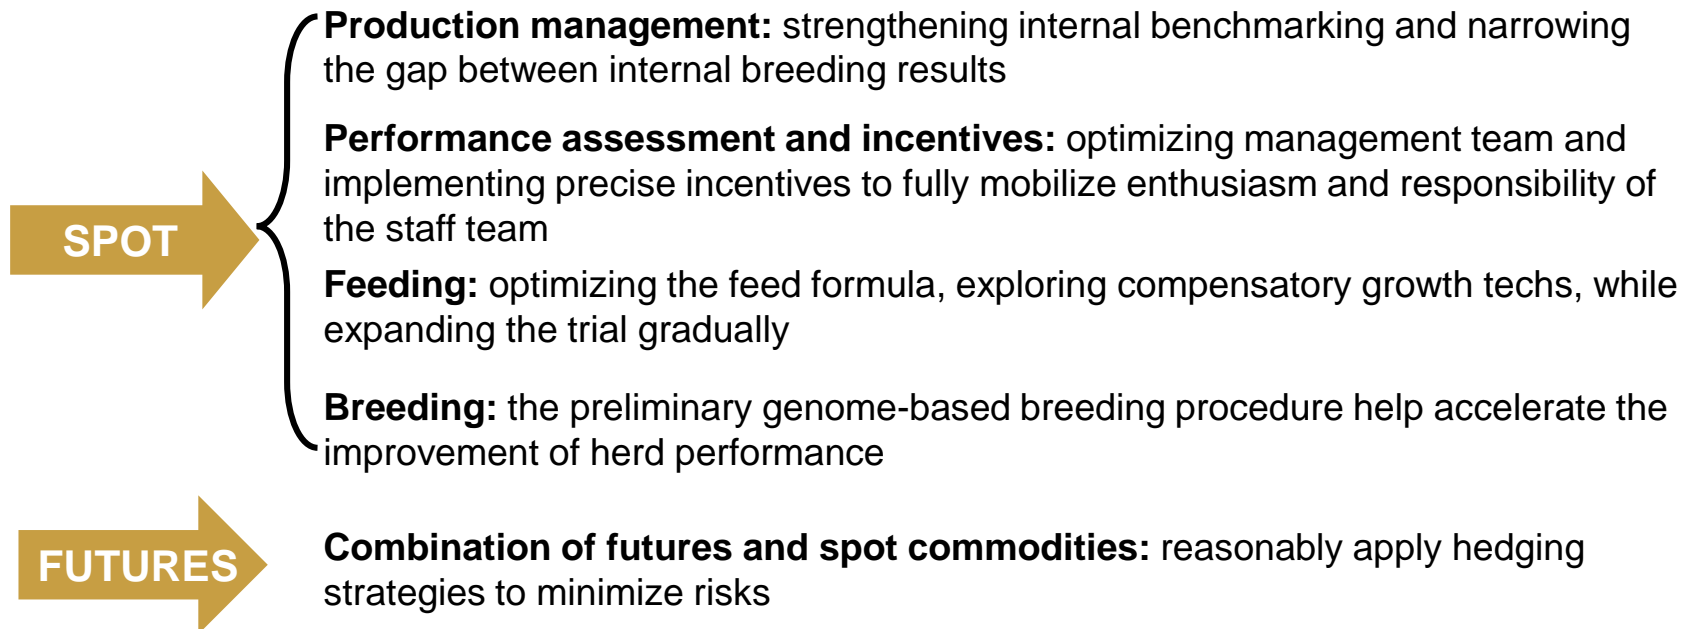 Production management: strengthening internal benchmarking and narrowing
the gap between internal breeding results
Performance assessment and incentives: optimizing management team and
implementing precise incentives to fully mobilize enthusiasm and responsibility of
the staff team
SPOT
Feeding: optimizing the feed formula, exploring compensatory growth techs, while
expanding the trial gradually
Breeding: the preliminary genome-based breeding procedure help accelerate the
improvement of herd performance
FUTURES
Combination of futures and spot commodities: reasonably apply hedging
strategies to minimize risks